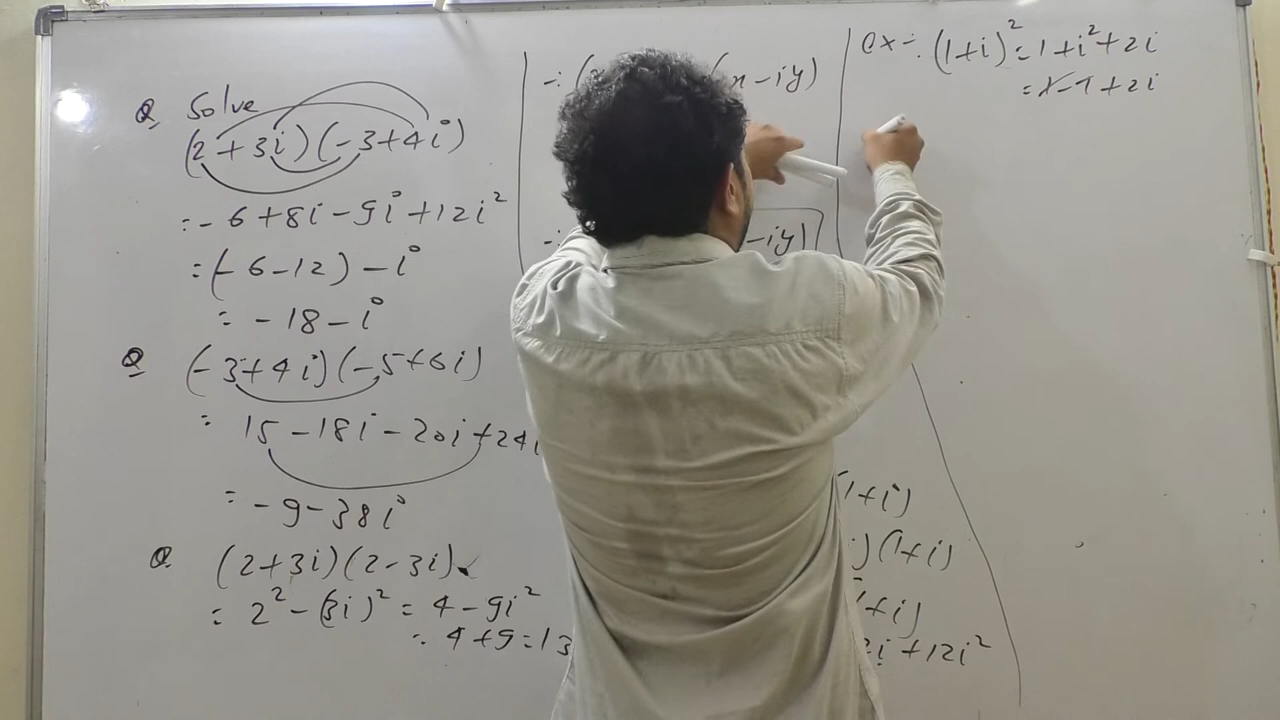 Q Solve
(2+3i)(-3+4i)
= -6+8i-9i+12i²
= (-6-12)-i
= -18-i
Q (-3+4i)(-5+6i)
= 15-18i-20i+24i
= -9-38i
Q. (2+3i)(2-3i).
= 2²-(3i)² = 4-9i²
= 4+9=13
(x-iy)
-iy)
1+i)
)(1+i)
1+i)
2i+12i²
ex-: (1+i)²=1+i²+2i
=1-1+2i